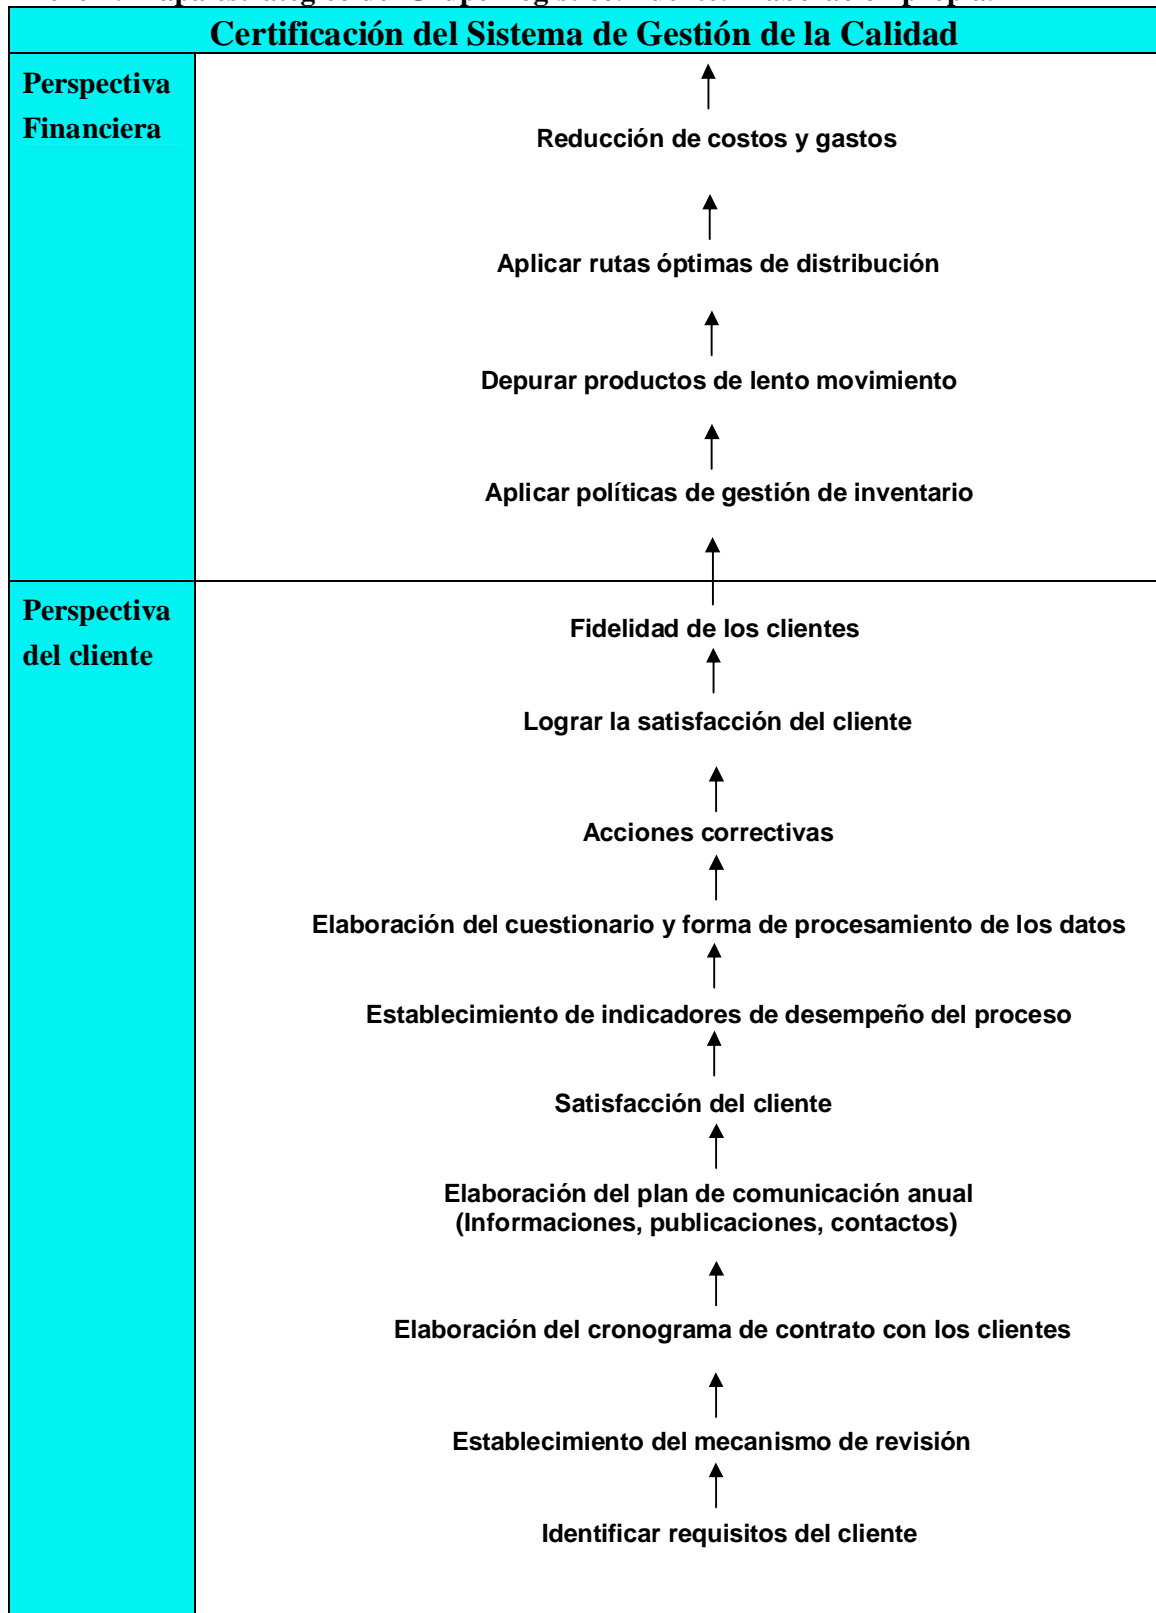 Certificación del Sistema de Gestión de la Calidad
Perspectiva
Financiera
Reducción de costos y gastos
Aplicar rutas óptimas de distribución
Depurar productos de lento movimiento
Aplicar políticas de gestión de inventario
Perspectiva
del cliente
Fidelidad de los clientes
Lograr la satisfacción del cliente
Acciones correctivas
Elaboración del cuestionario y forma de procesamiento de los datos
Establecimiento de indicadores de desempeño del proceso
Satisfacción del cliente
Elaboración del plan de comunicación anual
(Informaciones, publicaciones, contactos)
Elaboración del cronograma de contrato con los clientes
Establecimiento del mecanismo de revisión
Identificar requisitos del cliente